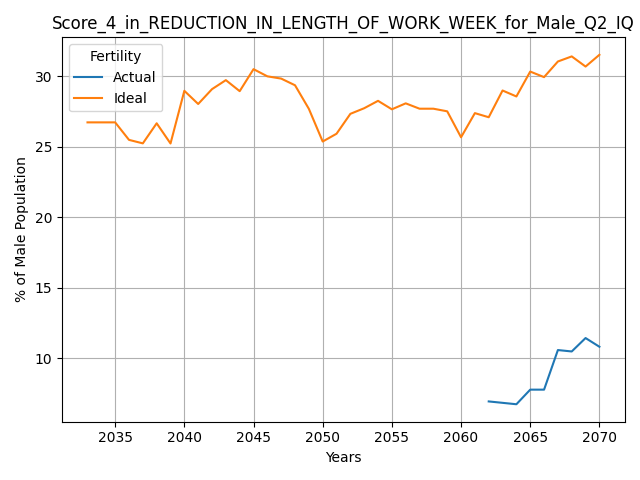 Score_4_in_REDUCTION_IN_LENGTH_OF_WORK_WEEK_for_Male_Q2_IQ
Fertility
Actual
Ideal
% of Male Population
30
25
20
15
10
2035 2040 2045 2050 2055 2060 2065 2070
Years